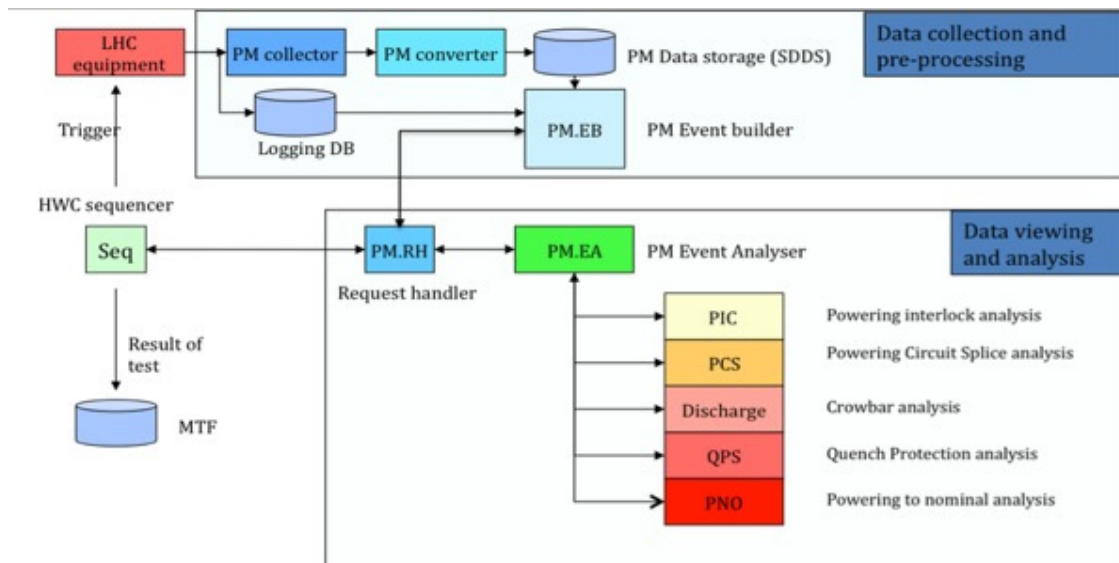 LHC
equipment
PM collector
PM converter
PM Data storage (SDDS)
Data collection and
pre-processing
Trigger
Logging DB
PM.EB
PM Event builder
HWC sequencer
Seq
PM.RH
Request handler
PM.EA
PM Event Analyser
Data viewing
and analysis
PIC
Powering interlock analysis
PCS
Powering Circuit Splice analysis
Discharge
Crowbar analysis
QPS
Quench Protection analysis
PNO
Powering to nominal analysis
Result of
test
MTF